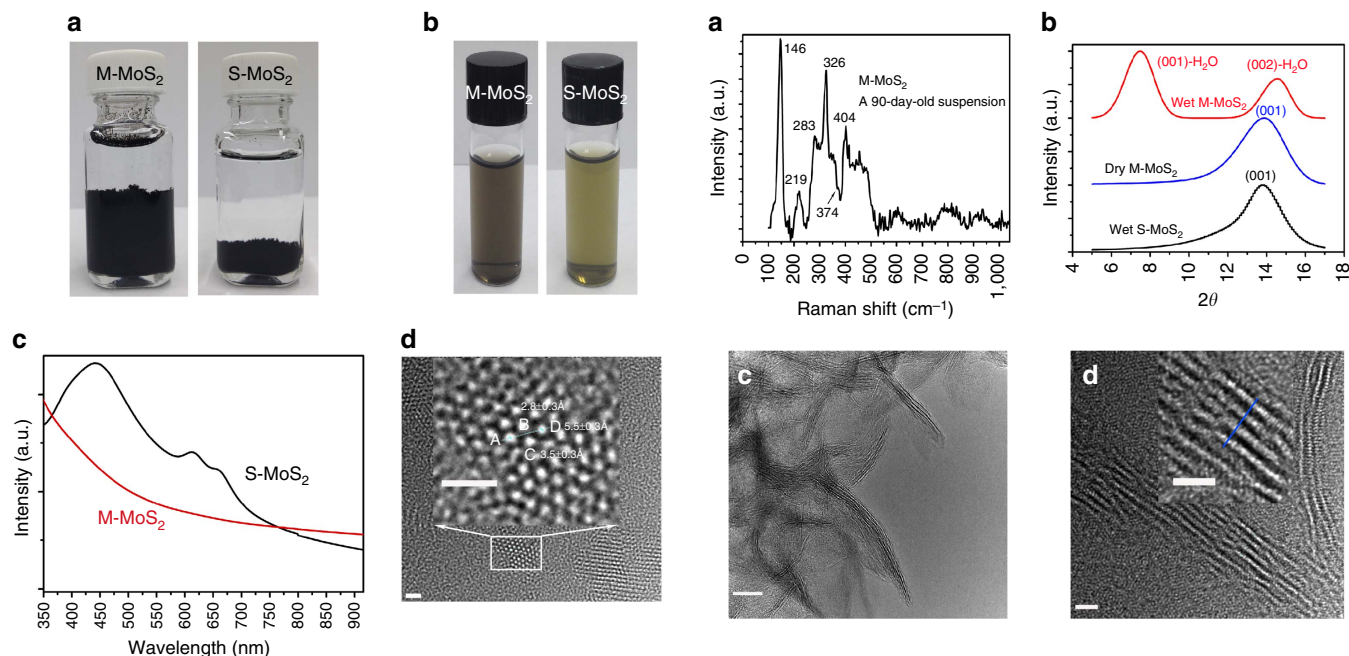 a
M-MoS₂
S-MoS₂
b
M-MoS₂
S-MoS₂
a
Intensity (a.u.)
146
326
M-MoS₂
A 90-day-old suspension
283
404
219
374
100
200
300
400
500
600
700
800
900
1,000
Raman shift (cm⁻¹)
b
Intensity (a.u.)
(001)-H₂O
(002)-H₂O
Wet M-MoS₂
(001)
Dry M-MoS₂
(001)
Wet S-MoS₂
4 6 8 10 12 14 16 18
2θ
c
Intensity (a.u.)
S-MoS₂
M-MoS₂
350 400 450 500 550 600 650 700 750 800 850 900
Wavelength (nm)
d
2.8±0.3Å
B
A
D 5.5±0.3Å
C 3.5±0.3Å
c
d